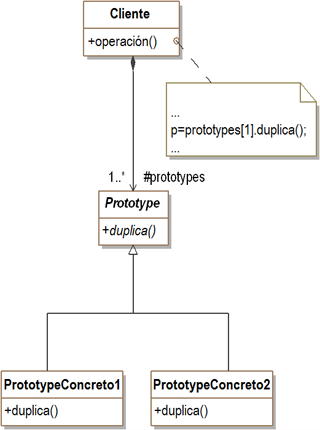 Cliente
+operación()
...
p=prototypes[1].duplica();
...
1..* #prototypes
Prototype
+duplica()
PrototypeConcreto1
+duplica()
PrototypeConcreto2
+duplica()